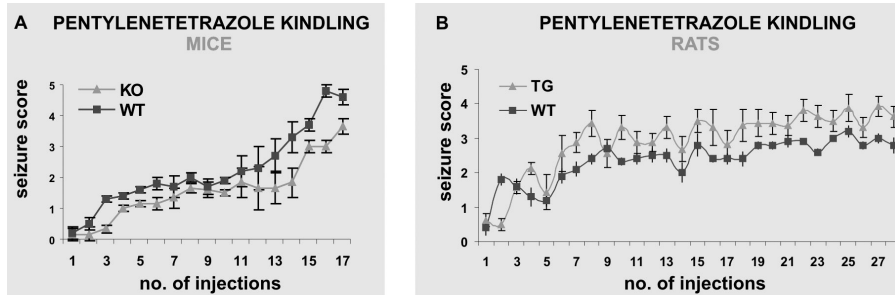 A PENTYLENETETRAZOLE KINDLING
MICE
KO
WT
seizure score
5
4
3
2
1
0
1 3 5 7 9 11 13 15 17
no. of injections
B PENTYLENETETRAZOLE KINDLING
RATS
TG
WT
seizure score
5
4
3
2
1
0
1 3 5 7 9 11 13 15 17 19 21 23 25 27
no. of injections